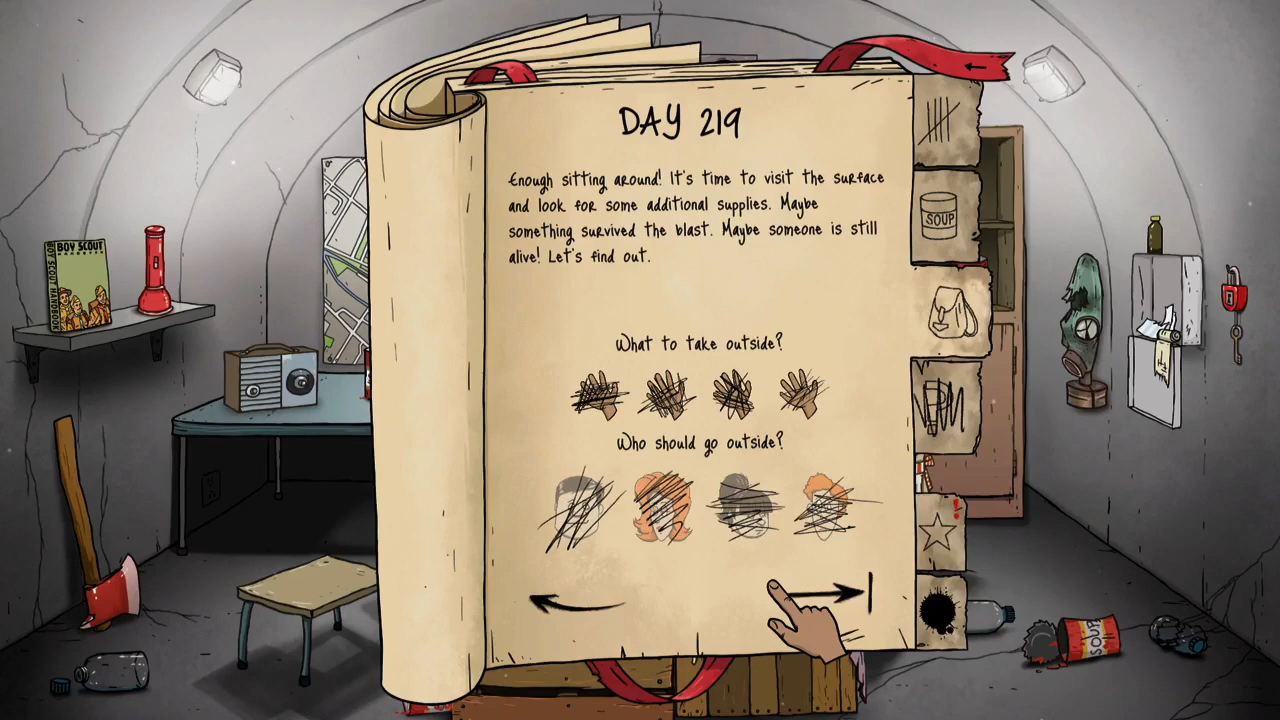 DAY 219
Enough sitting around! It's time to visit the surface
and look for some additional supplies. Maybe
something survived the blast. Maybe someone is still
alive! Let's find out.
What to take outside?
Who should go outside?
SOUP
BOY SCOUT
HANDBOOK
BOY SCOUT HANDBOOK
SOUP